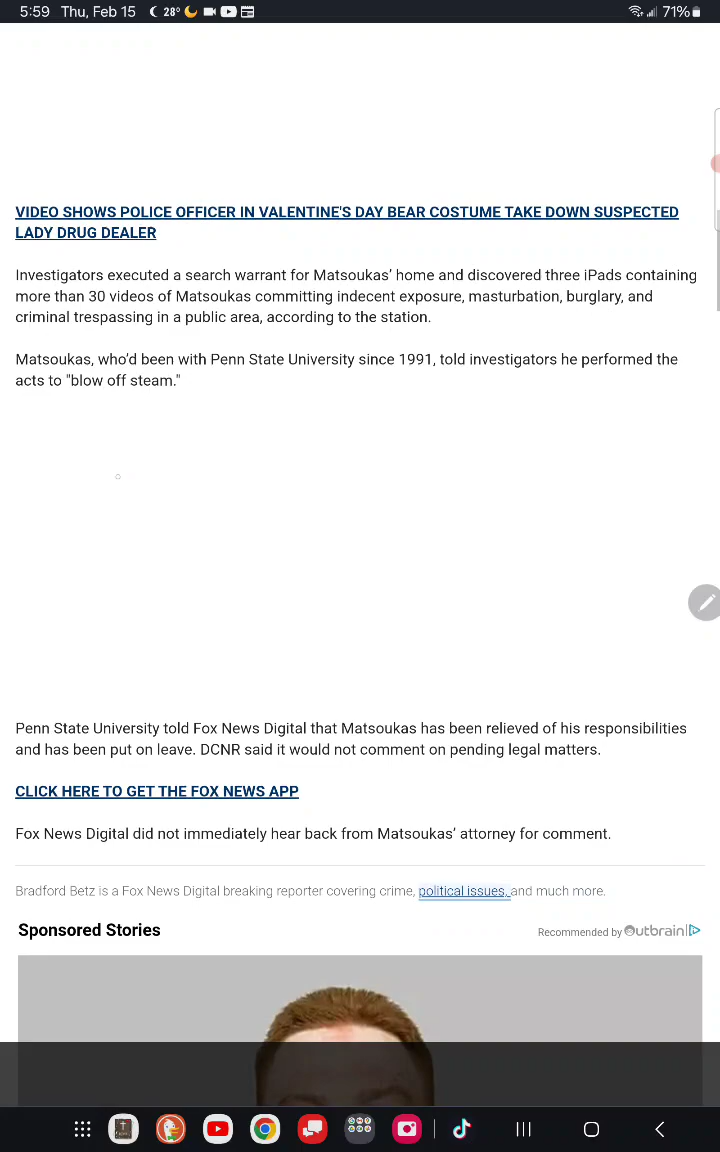 5:59 Thu, Feb 15 28° 71%
VIDEO SHOWS POLICE OFFICER IN VALENTINE'S DAY BEAR COSTUME TAKE DOWN SUSPECTED
LADY DRUG DEALER
Investigators executed a search warrant for Matsoukas’ home and discovered three iPads containing
more than 30 videos of Matsoukas committing indecent exposure, masturbation, burglary, and
criminal trespassing in a public area, according to the station.
Matsoukas, who’d been with Penn State University since 1991, told investigators he performed the
acts to "blow off steam."
Penn State University told Fox News Digital that Matsoukas has been relieved of his responsibilities
and has been put on leave. DCNR said it would not comment on pending legal matters.
CLICK HERE TO GET THE FOX NEWS APP
Fox News Digital did not immediately hear back from Matsoukas’ attorney for comment.
Bradford Betz is a Fox News Digital breaking reporter covering crime, political issues, and much more.
Sponsored Stories
Recommended by Outbrain